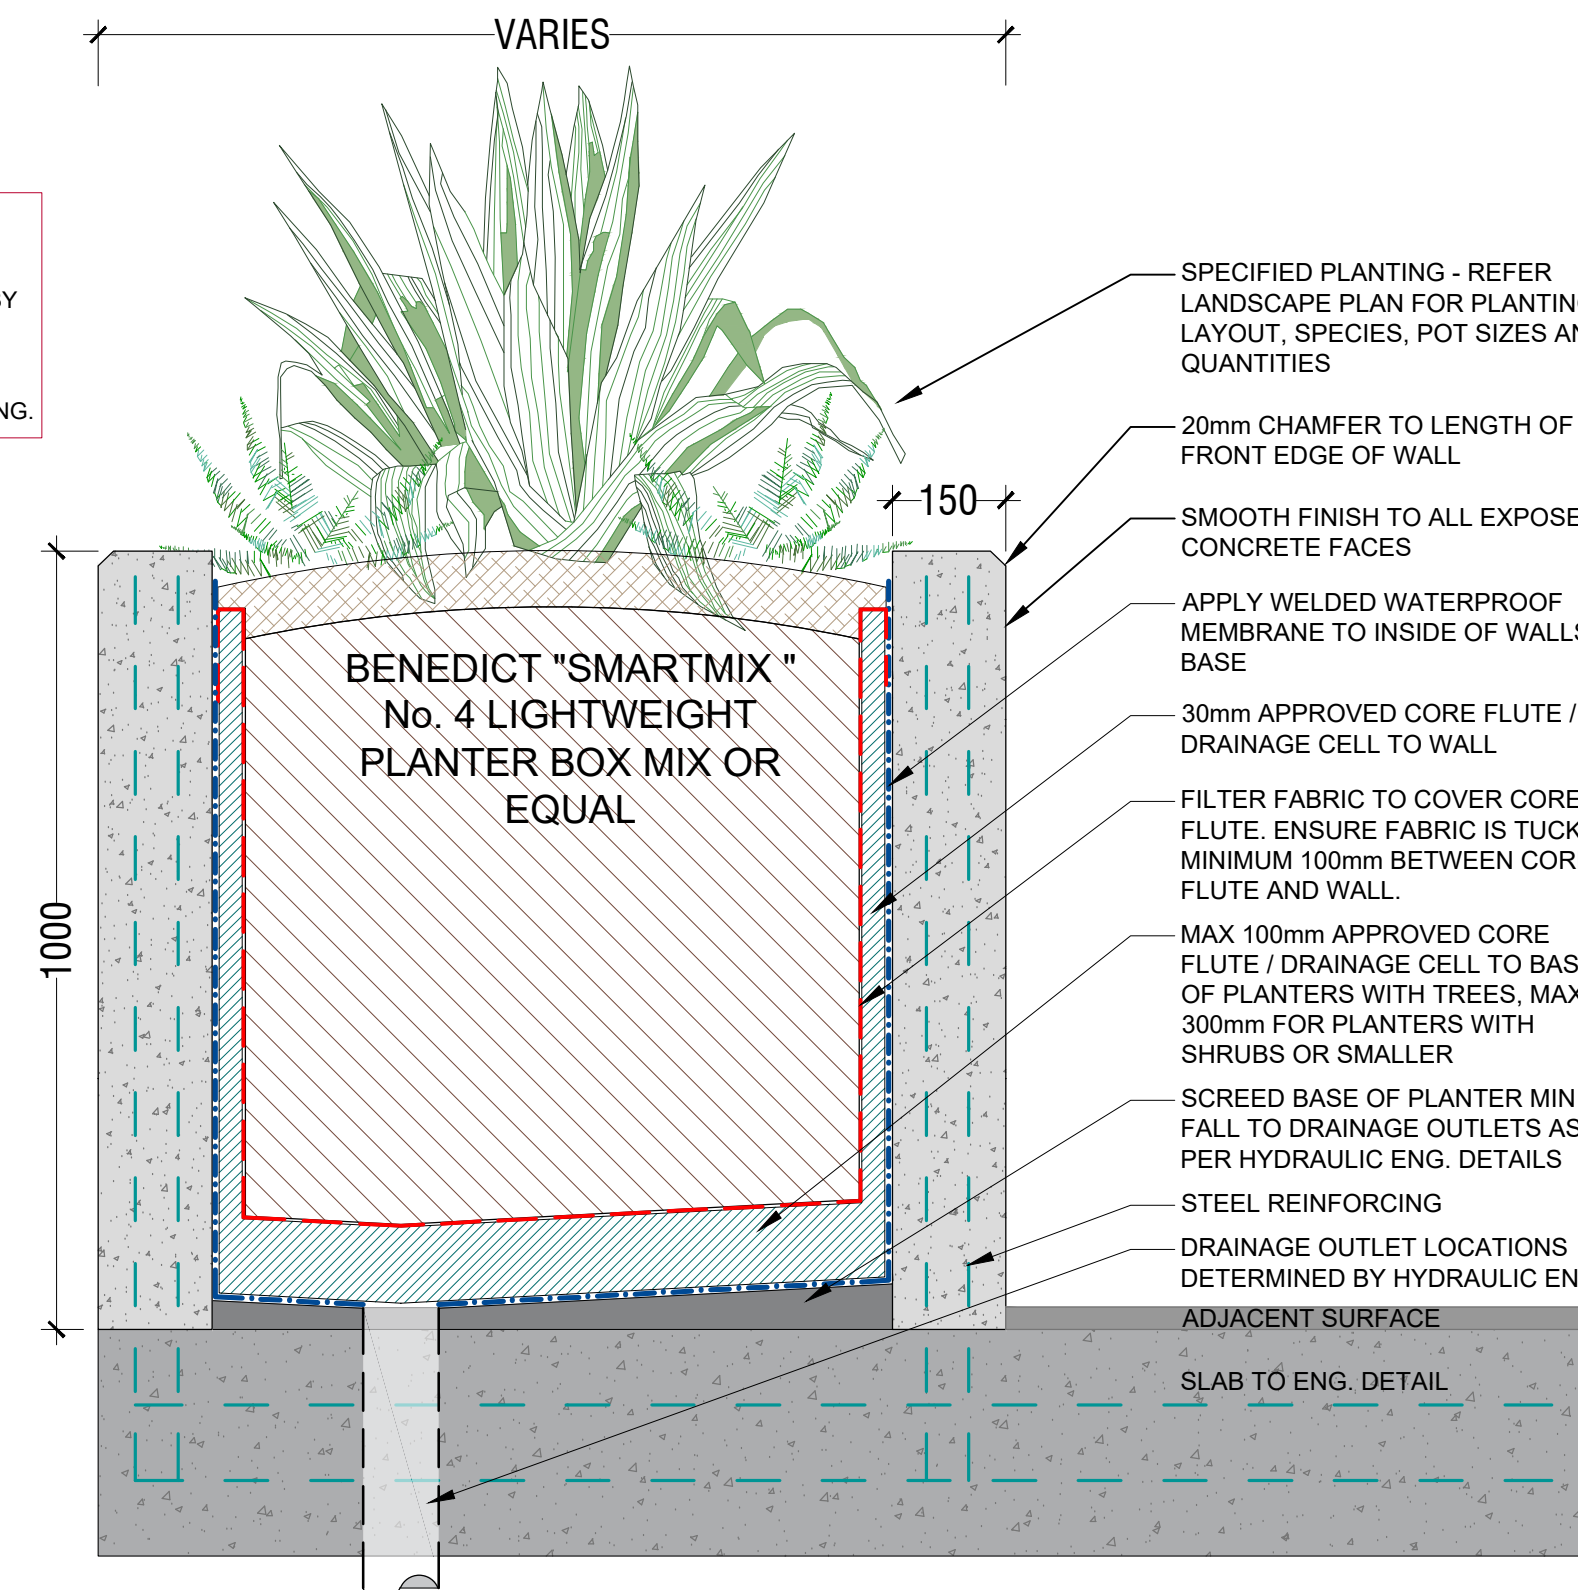 VARIES
BY
NG.
SPECIFIED PLANTING - REFER
LANDSCAPE PLAN FOR PLANTING
LAYOUT, SPECIES, POT SIZES AN
QUANTITIES
20mm CHAMFER TO LENGTH OF
FRONT EDGE OF WALL
150
SMOOTH FINISH TO ALL EXPOSE
CONCRETE FACES
APPLY WELDED WATERPROOF
MEMBRANE TO INSIDE OF WALLS
BASE
BENEDICT "SMARTMIX "
No. 4 LIGHTWEIGHT
PLANTER BOX MIX OR
EQUAL
30mm APPROVED CORE FLUTE /
DRAINAGE CELL TO WALL
FILTER FABRIC TO COVER CORE
FLUTE. ENSURE FABRIC IS TUCK
MINIMUM 100mm BETWEEN COR
FLUTE AND WALL.
1000
MAX 100mm APPROVED CORE
FLUTE / DRAINAGE CELL TO BAS
OF PLANTERS WITH TREES, MAX
300mm FOR PLANTERS WITH
SHRUBS OR SMALLER
SCREED BASE OF PLANTER MIN
FALL TO DRAINAGE OUTLETS AS
PER HYDRAULIC ENG. DETAILS
STEEL REINFORCING
DRAINAGE OUTLET LOCATIONS
DETERMINED BY HYDRAULIC EN
ADJACENT SURFACE
SLAB TO ENG. DETAIL